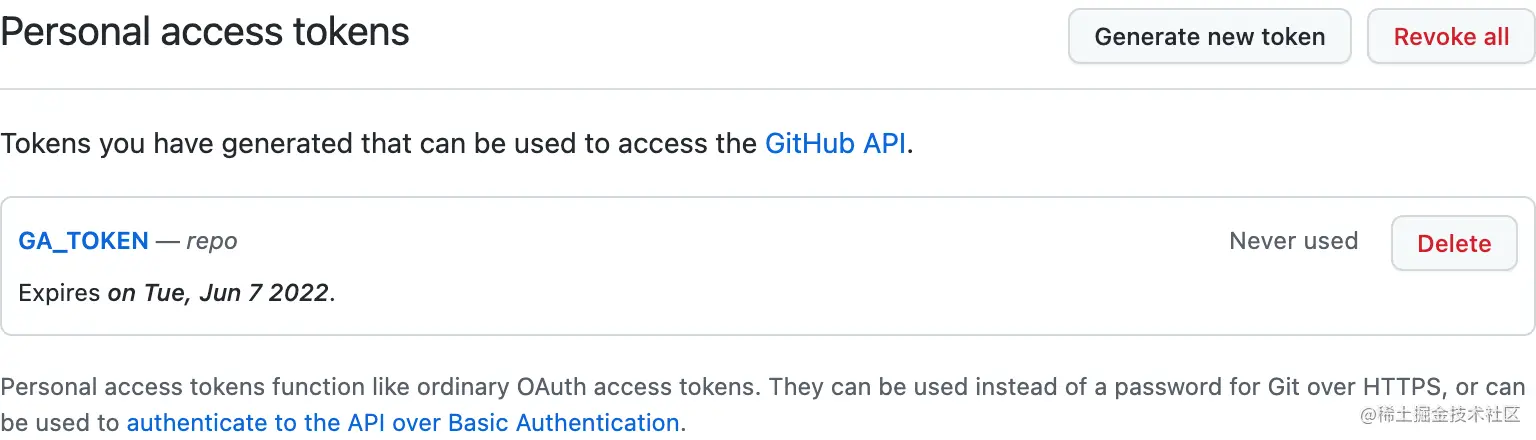 Personal access tokens
Generate new token
Revoke all
Tokens you have generated that can be used to access the GitHub API.
GA_TOKEN — repo
Never used
Delete
Expires on Tue, Jun 7 2022.
Personal access tokens function like ordinary OAuth access tokens. They can be used instead of a password for Git over HTTPS, or can
be used to authenticate to the API over Basic Authentication.
@稀土掘金技术社区